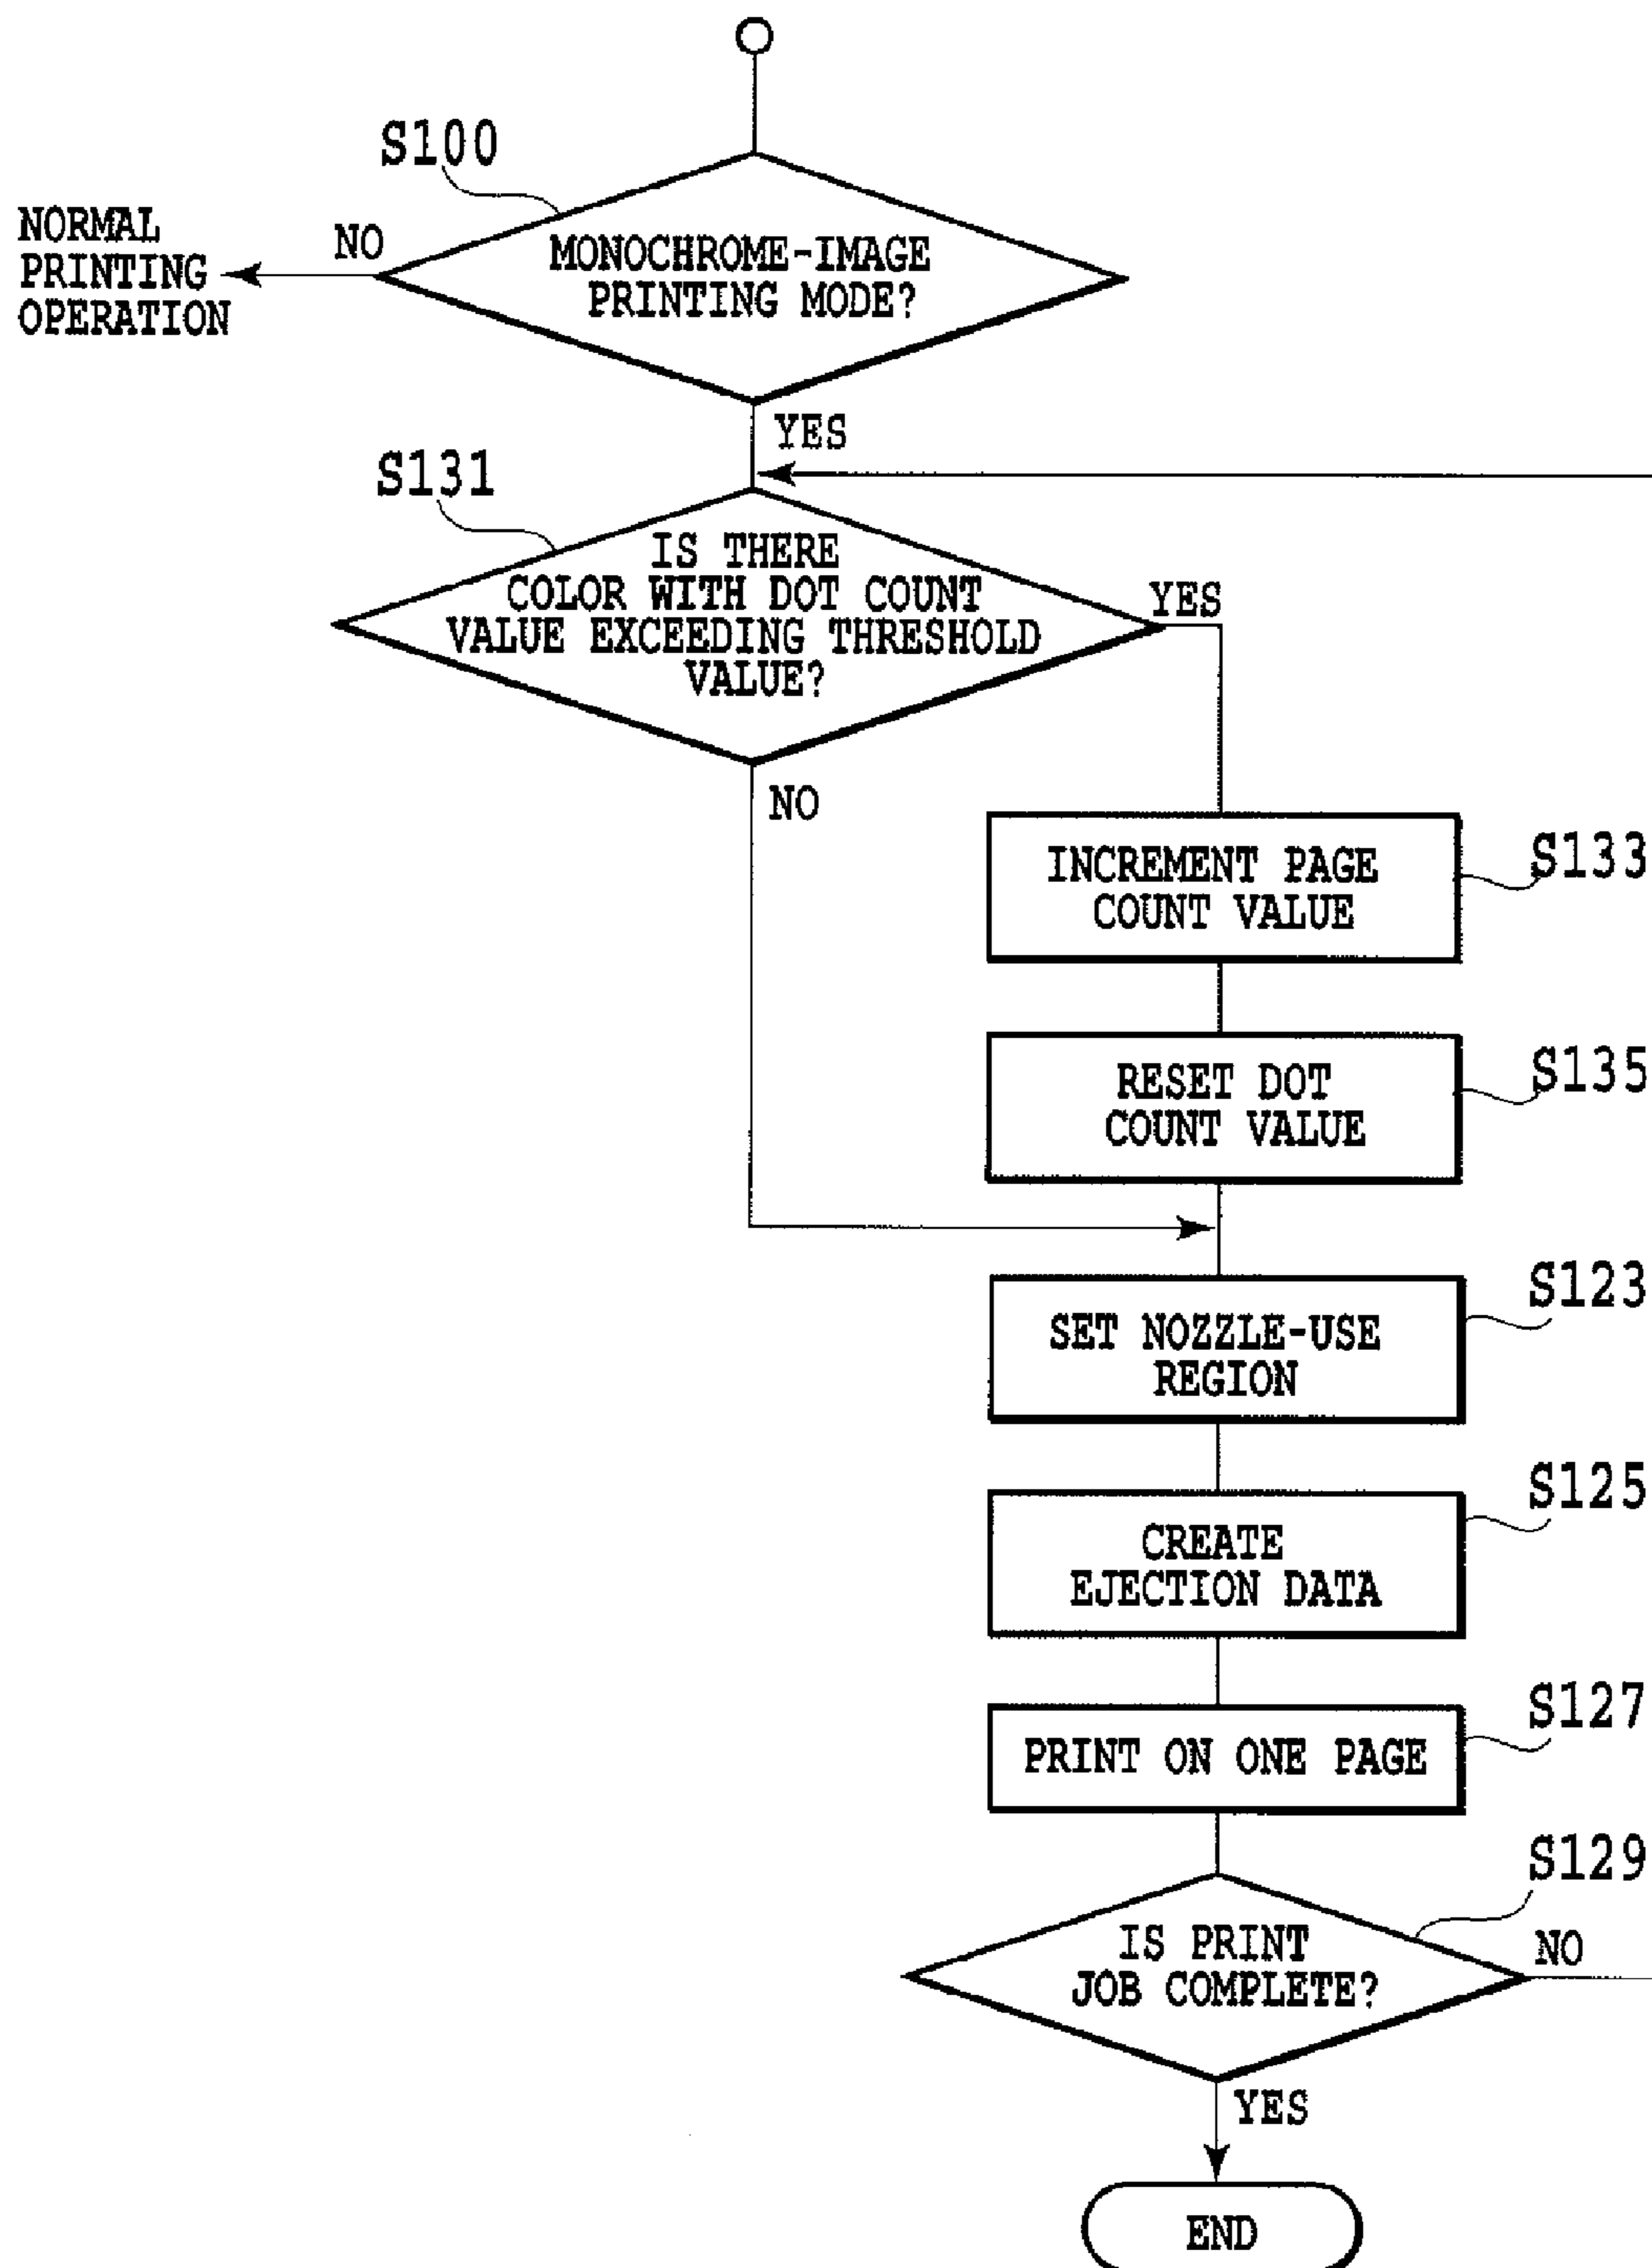 S100
NORMAL
PRINTING
OPERATION
NO
MONOCHROME-IMAGE
PRINTING MODE?
YES
S131
IS THERE
COLOR WITH DOT COUNT
VALUE EXCEEDING THRESHOLD
VALUE?
YES
NO
INCREMENT PAGE
COUNT VALUE
S133
RESET DOT
COUNT VALUE
S135
SET NOZZLE-USE
REGION
S123
CREATE
EJECTION DATA
S125
PRINT ON ONE PAGE
S127
S129
IS PRINT
JOB COMPLETE?
NO
YES
END